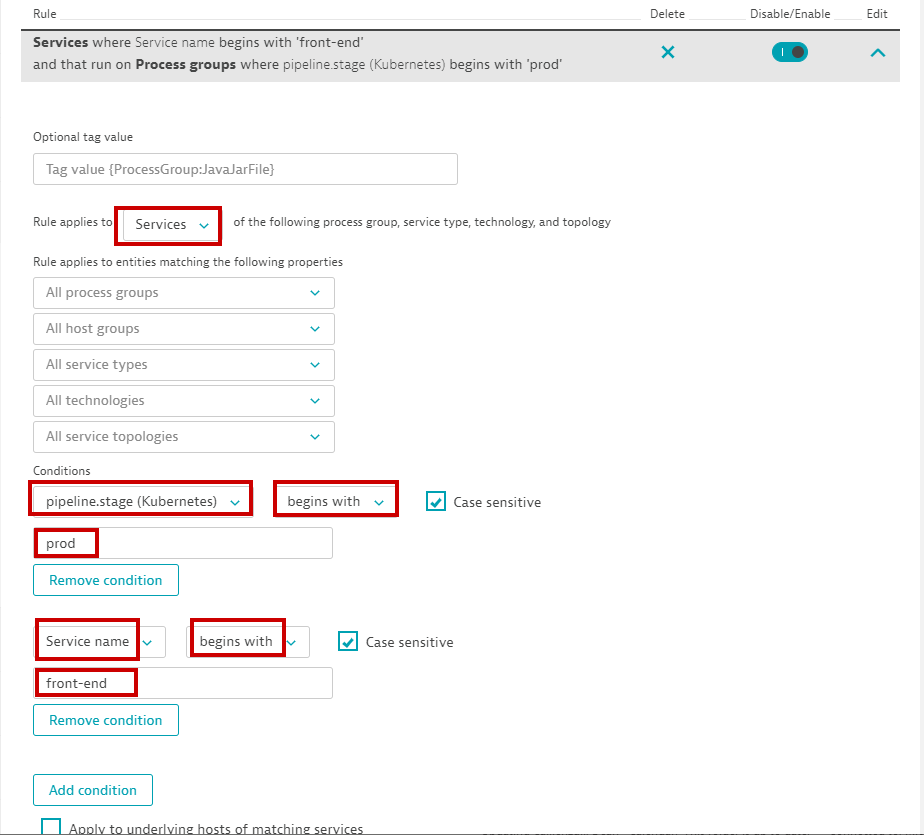 Rule Delete Disable/Enable Edit
Services where Service name begins with 'front-end'
and that run on Process groups where pipeline.stage (Kubernetes) begins with 'prod'
Optional tag value
Tag value {ProcessGroup:JavaJarFile}
Rule applies to Services of the following process group, service type, technology, and topology
Rule applies to entities matching the following properties
All process groups
All host groups
All service types
All technologies
All service topologies
Conditions
pipeline.stage (Kubernetes) begins with Case sensitive
prod
Remove condition
Service name begins with Case sensitive
front-end
Remove condition
Add condition
Apply to underlying hosts of matching services